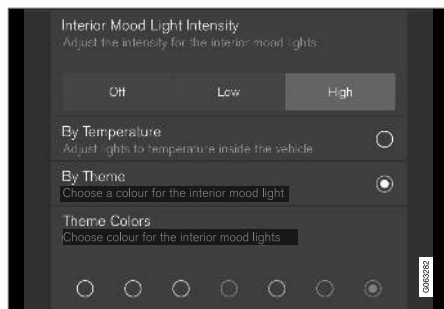 Interior Mood Light Intensity
Adjust the intensity for the interior mood lights
Off Low High
By Temperature
Adjust lights to temperature inside the vehicle
By Theme
Choose a colour for the interior mood light
Theme Colors
Choose colour for the interior mood lights
G063282